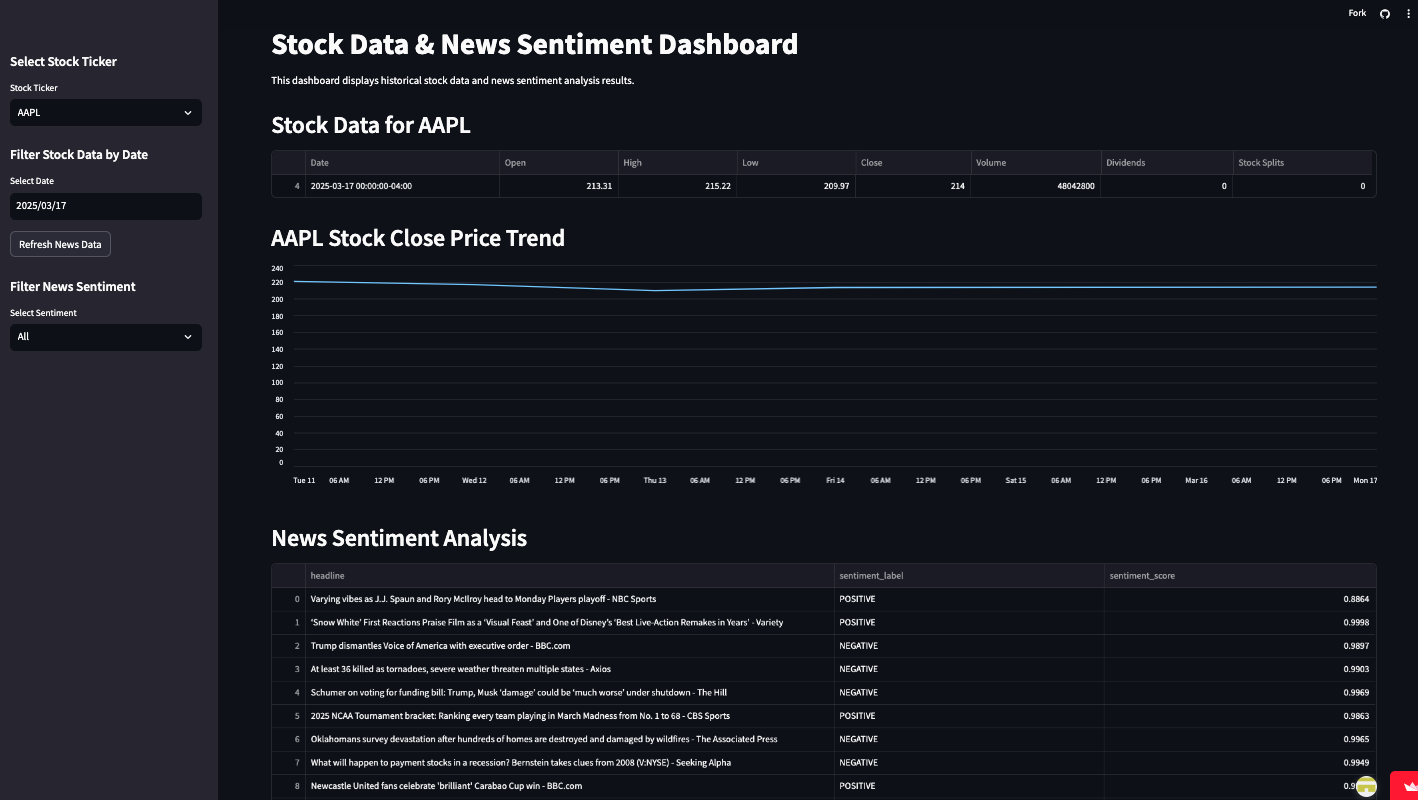 Fork
Select Stock Ticker
Stock Ticker
AAPL
Filter Stock Data by Date
Select Date
2025/03/17
Refresh News Data
Filter News Sentiment
Select Sentiment
All
Stock Data & News Sentiment Dashboard
This dashboard displays historical stock data and news sentiment analysis results.
Stock Data for AAPL
Date Open High Low Close Volume Dividends Stock Splits
4 2025-03-17 00:00:00-04:00 213.31 215.22 209.97 214 48042800 0 0
AAPL Stock Close Price Trend
240
220
200
180
160
140
120
100
80
60
40
20
0
Tue 11 06 AM 12 PM 06 PM Wed 12 06 AM 12 PM 06 PM Thu 13 06 AM 12 PM 06 PM Fri 14 06 AM 12 PM 06 PM Sat 15 06 AM 12 PM 06 PM Mar 16 06 AM 12 PM 06 PM Mon 17
News Sentiment Analysis
headline sentiment_label sentiment_score
0 Varying vibes as J.J. Spaun and Rory McIlroy head to Monday Players playoff - NBC Sports POSITIVE 0.8864
1 ‘Snow White’ First Reactions Praise Film as a ‘Visual Feast’ and One of Disney’s ‘Best Live-Action Remakes in Years’ - Variety POSITIVE 0.9998
2 Trump dismantles Voice of America with executive order - BBC.com NEGATIVE 0.9897
3 At least 36 killed as tornadoes, severe weather threaten multiple states - Axios NEGATIVE 0.9903
4 Schumer on voting for funding bill: Trump, Musk ‘damage’ could be ‘much worse’ under shutdown - The Hill NEGATIVE 0.9969
5 2025 NCAA Tournament bracket: Ranking every team playing in March Madness from No. 1 to 68 - CBS Sports POSITIVE 0.9863
6 Oklahomans survey devastation after hundreds of homes are destroyed and damaged by wildfires - The Associated Press NEGATIVE 0.9965
7 What will happen to payment stocks in a recession? Bernstein takes clues from 2008 (V:NYSE) - Seeking Alpha NEGATIVE 0.9949
8 Newcastle United fans celebrate 'brilliant' Carabao Cup win - BBC.com POSITIVE